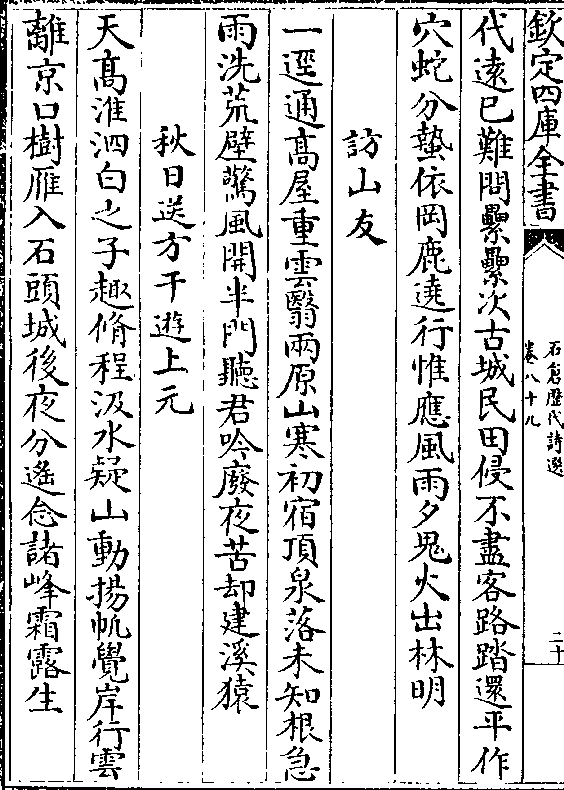 欽定四庫全書
石倉歷代詩選
卷八十九
二十
代逺已難問纍纍次古城民田侵不盡客路踏還平作
穴蛇分蟄依岡鹿遶行惟應風雨夕鬼火出林明
訪山友
一逕通髙屋重雲翳兩原山寒初宿頂泉落未知根急
雨洗荒壁驚風開半門聽君吟廢夜苦却建溪猿
秋日送方干遊上元
天髙淮泗白之子趣脩程汲水疑山動揚帆覺岸行雲
離京口樹雁入石頭城後夜分遙念諸峰霜露生